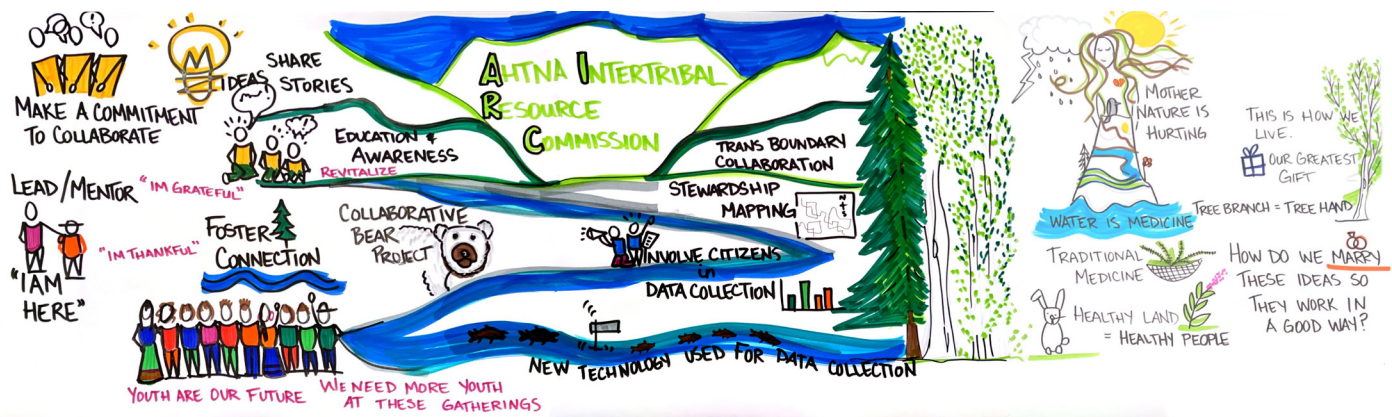 MAKE A COMMITMENT
TO COLLABORATE
IDEAS
SHARE
STORIES
LEAD/MENTOR
"IM GRATEFUL"
"IM THANKFUL"
"I AM
HERE"
FOSTER
CONNECTION
YOUTH ARE OUR FUTURE
WE NEED MORE YOUTH
AT THESE GATHERINGS
AHTNA INTERTRIBAL
RESOURCE
COMMISSION
EDUCATION &
AWARENESS
REVITALIZE
COLLABORATIVE
BEAR
PROJECT
TRANS BOUNDARY
COLLABORATION
STEWARDSHIP
MAPPING
INVOLVE CITIZENS
in
DATA COLLECTION
NEW TECHNOLOGY USED FOR DATA COLLECTION
MOTHER
NATURE IS
HURTING
WATER IS MEDICINE
TRADITIONAL
MEDICINE
HEALTHY LAND
= HEALTHY PEOPLE
THIS IS HOW WE
LIVE.
OUR GREATEST
GIFT
TREE BRANCH = TREE HAND
HOW DO WE MARRY
THESE IDEAS SO
THEY WORK IN
A GOOD WAY?